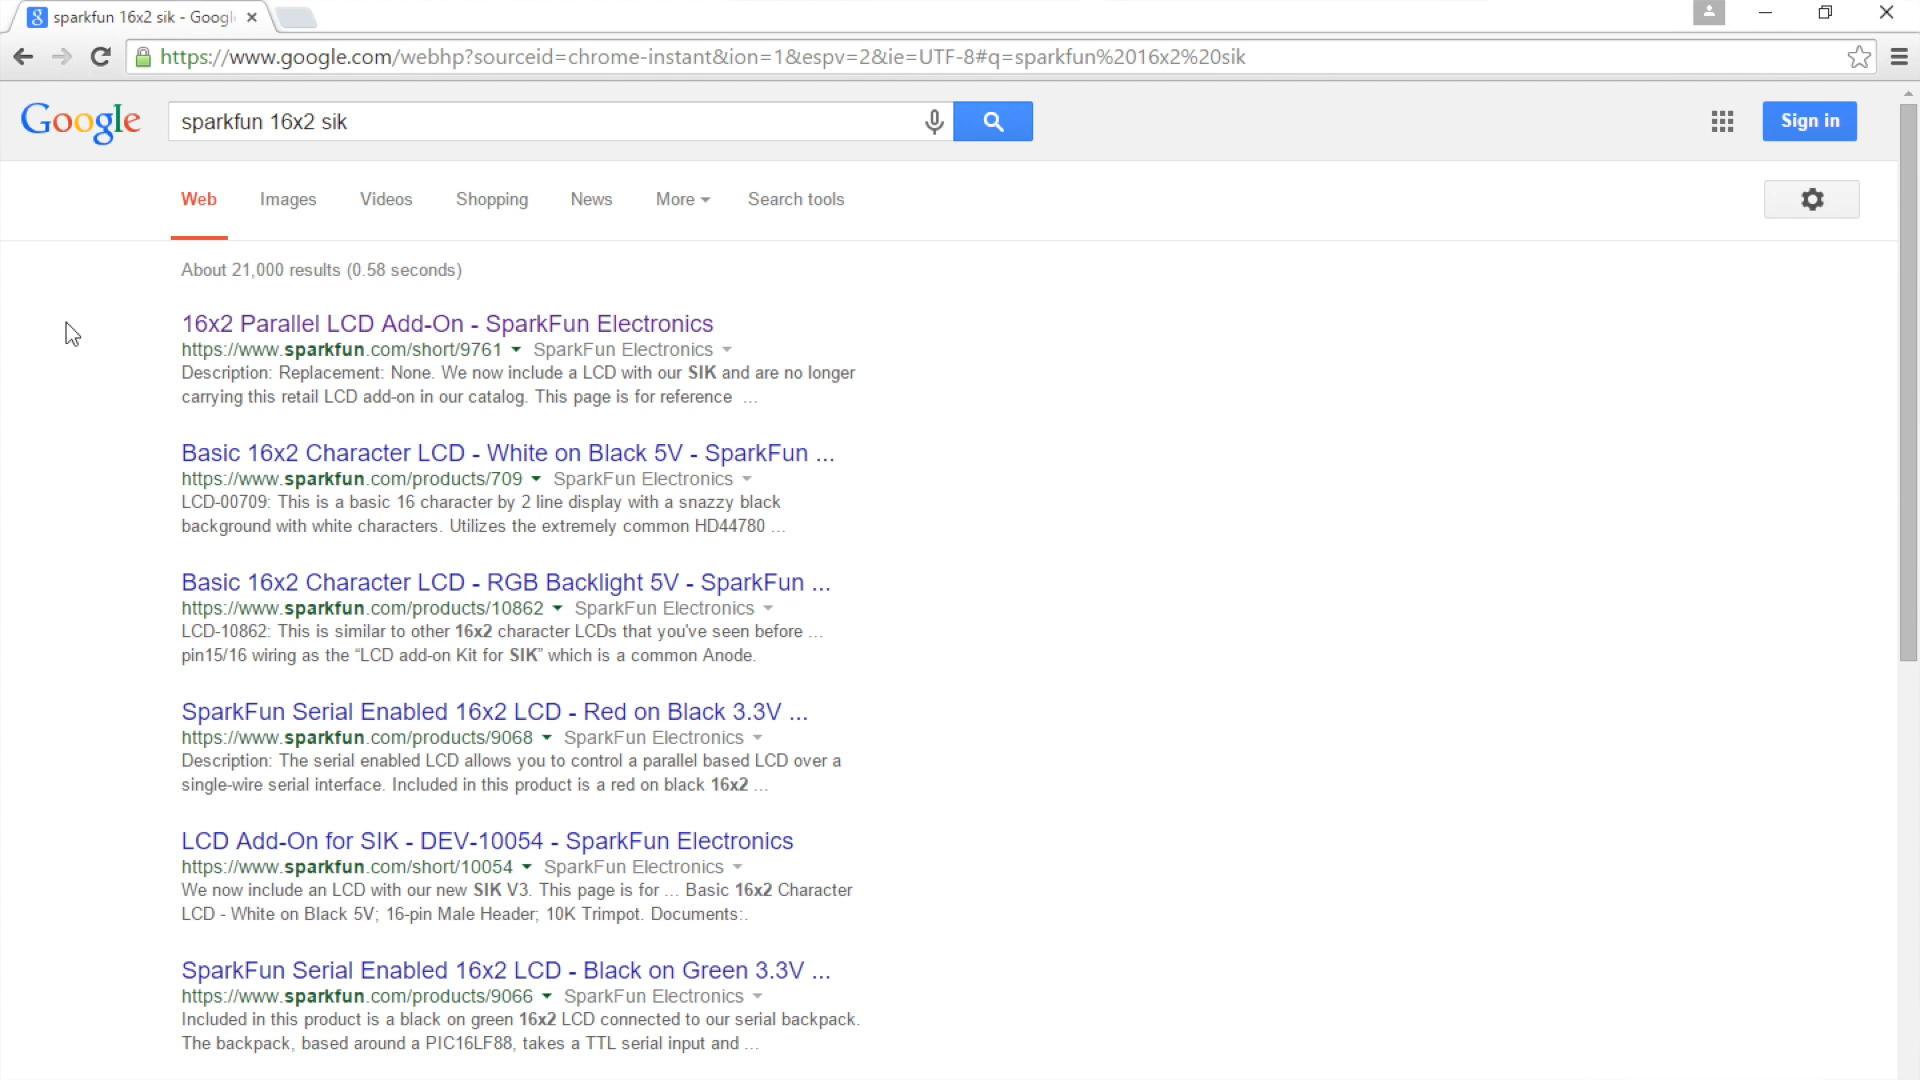 sparkfun 16x2 sik - Googl
https://www.google.com/webhp?sourceid=chrome-instant&ion=1&espv=2&ie=UTF-8#q=sparkfun%2016x2%20sik
Google
sparkfun 16x2 sik
Sign in
Web Images Videos Shopping News More Search tools
About 21,000 results (0.58 seconds)
16x2 Parallel LCD Add-On - SparkFun Electronics
https://www.sparkfun.com/short/9761 SparkFun Electronics
Description: Replacement: None. We now include a LCD with our SIK and are no longer
carrying this retail LCD add-on in our catalog. This page is for reference ...
Basic 16x2 Character LCD - White on Black 5V - SparkFun ...
https://www.sparkfun.com/products/709 SparkFun Electronics
LCD-00709: This is a basic 16 character by 2 line display with a snazzy black
background with white characters. Utilizes the extremely common HD44780 ...
Basic 16x2 Character LCD - RGB Backlight 5V - SparkFun ...
https://www.sparkfun.com/products/10862 SparkFun Electronics
LCD-10862: This is similar to other 16x2 character LCDs that you've seen before ...
pin15/16 wiring as the “LCD add-on Kit for SIK” which is a common Anode.
SparkFun Serial Enabled 16x2 LCD - Red on Black 3.3V ...
https://www.sparkfun.com/products/9068 SparkFun Electronics
Description: The serial enabled LCD allows you to control a parallel based LCD over a
single-wire serial interface. Included in this product is a red on black 16x2 ...
LCD Add-On for SIK - DEV-10054 - SparkFun Electronics
https://www.sparkfun.com/short/10054 SparkFun Electronics
We now include an LCD with our new SIK V3. This page is for ... Basic 16x2 Character
LCD - White on Black 5V; 16-pin Male Header; 10K Trimpot. Documents:.
SparkFun Serial Enabled 16x2 LCD - Black on Green 3.3V ...
https://www.sparkfun.com/products/9066 SparkFun Electronics
Included in this product is a black on green 16x2 LCD connected to our serial backpack.
The backpack, based around a PIC16LF88, takes a TTL serial input and ...